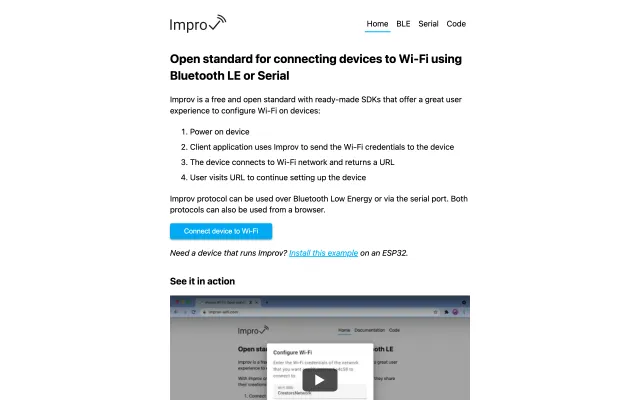 Improv
Home BLE Serial Code
Open standard for connecting devices to Wi-Fi using
Bluetooth LE or Serial
Improv is a free and open standard with ready-made SDKs that offer a great user
experience to configure Wi-Fi on devices:
1. Power on device
2. Client application uses Improv to send the Wi-Fi credentials to the device
3. The device connects to Wi-Fi network and returns a URL
4. User visits URL to continue setting up the device
Improv protocol can be used over Bluetooth Low Energy or via the serial port. Both
protocols can also be used from a browser.
Connect device to Wi-Fi
Need a device that runs Improv? Install this example on an ESP32.
See it in action
improv-wifi.com
Improv
Home Documentation Code
Configure Wi-Fi
Enter the Wi-Fi credentials of the network
that you want
connect to.
CreatorsNetwork